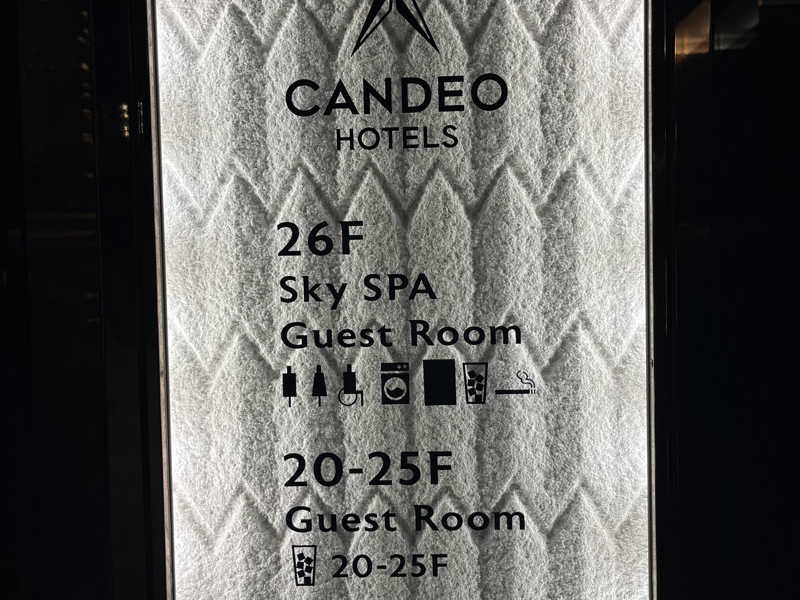 CANDEO
HOTELS
26F
Sky SPA
Guest Room
20-25F
Guest Room
20-25F